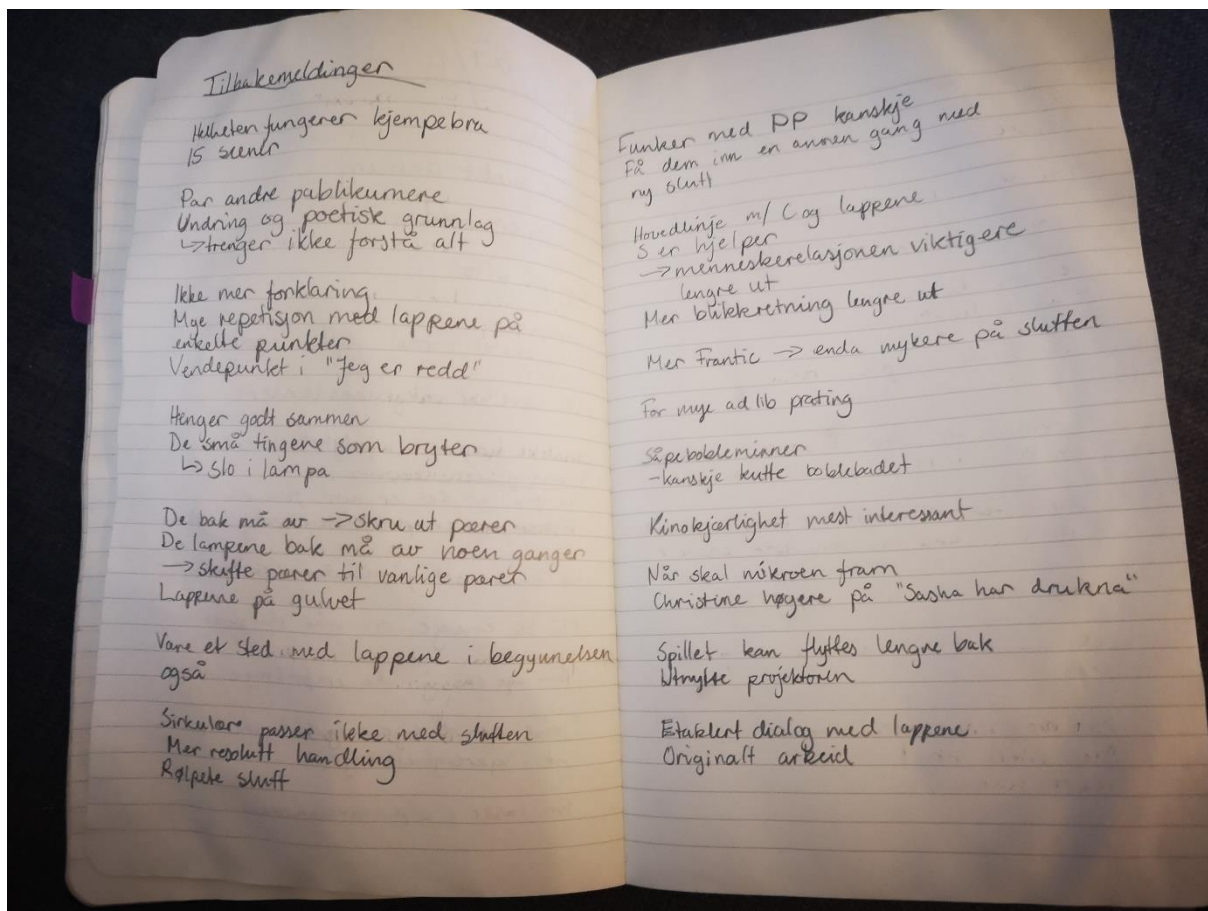 Tilbakemeldinger
Helheten fungerer kjempebra
15 scener
Par andre publikumere
Undring og poetisk grunnlag
↳trenger ikke forstå alt
Ikke mer forklaring
Mye repetisjon med lappene på
enkelte punkter
Vendepunkt i "Jeg er redd"
Henger godt sammen
De små tingene som bryter
↳ slo i lampa
De bak må av → skru ut pærer
De lampene bak må av noen ganger
→ skifte pærer til vanlige pærer
Lappene på gulvet
Være et sted med lappene i begynnelsen
også
Sirkulære passer ikke med slutten
Mer resolutt handling
Rølpete slutt
Funker med PP kanskje
Få dem inn en annen gang med
ny slutt
Hovedlinje m/ C og lappene
S er hjelper
→ menneskerelasjonen viktigere
lengre ut
Mer blikkretning lengre ut
Mer Frantic → enda mykere på slutten
For mye ad lib prating
Såpebobleminner
- kanskje kutte boblebadet
Kinokjærlighet mest interessant
Når skal mikroen fram
Christine høyere på "Sasha har drukna"
Spillet kan flyttes lengre bak
Utnytte projektoren
Etablert dialog med lappene
Originalt arbeid